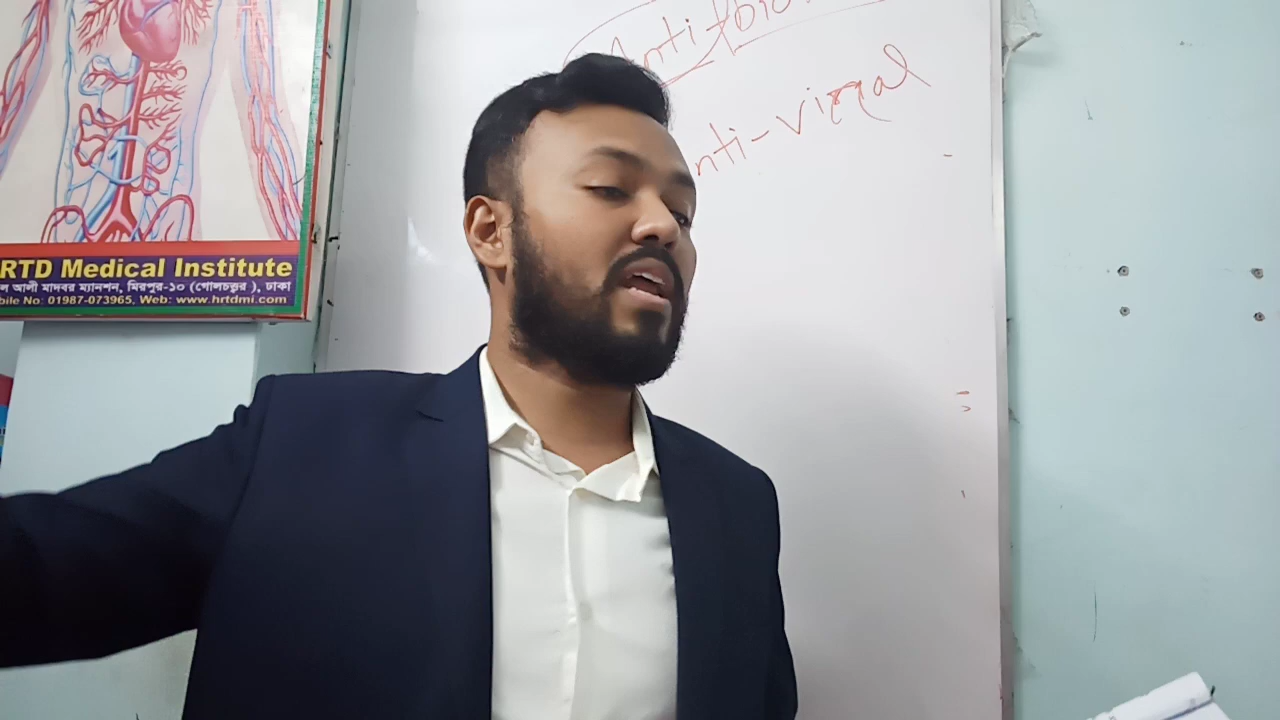 RTD Medical Institute
ল আলী মাদবর ম্যানশন, মিরপুর-১০ (গোলচত্ত্বর ), ঢাকা
bile No: 01987-073965, Web: www.hrtdmi.com
Antibio
nti-viral